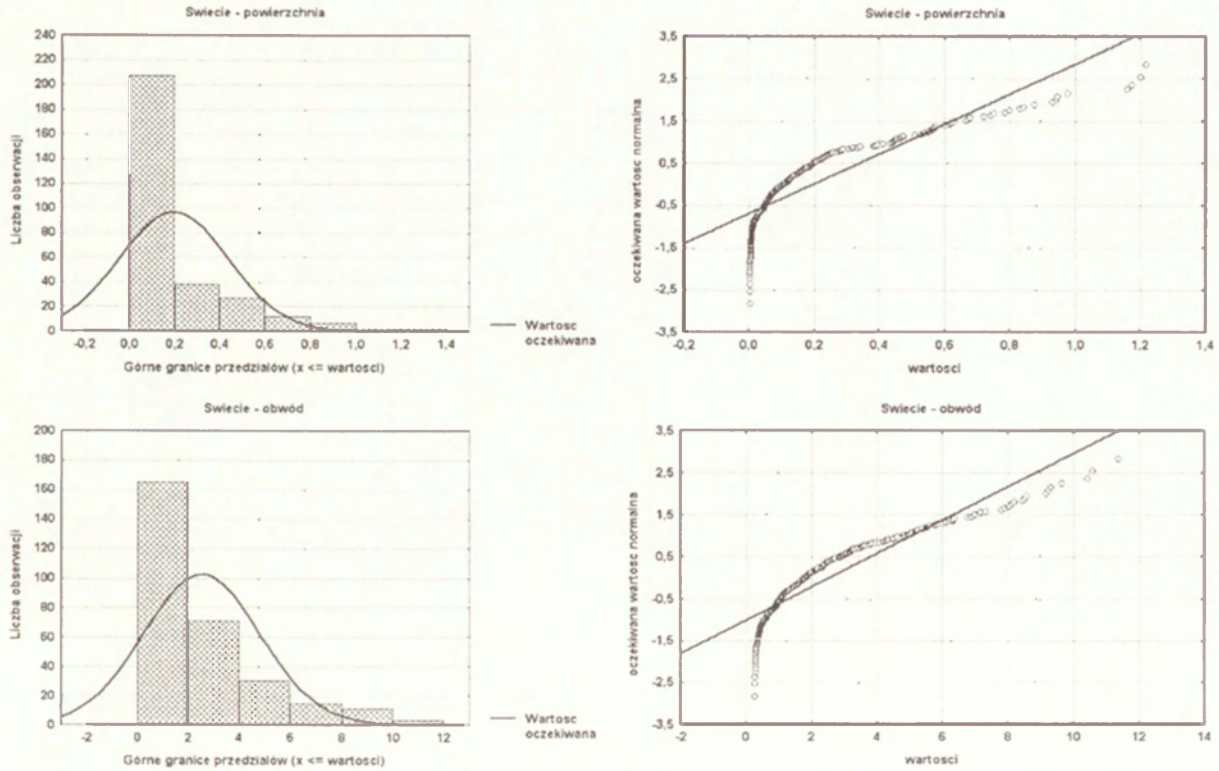 Swiecie - powierzchnia
240
220
200
180
160
140
120
100
80
60
40
20
0
Liczba obserwacji
-0,2 0,0 0,2 0,4 0,6 0,8 1,0 1,2 1,4
Górne granice przedziałów (x <= wartosci)
Wartosc
oczekiwana
Swiecie - powierzchnia
3,5
2,5
1,5
0,5
-0,5
-1,5
-2,5
-3,5
oczekiwana wartosc normalna
-0,2 0,0 0,2 0,4 0,6 0,8 1,0 1,2 1,4
wartosci
Swiecie - obwód
200
180
160
140
120
100
80
60
40
20
0
Liczba obserwacji
-2 0 2 4 6 8 10 12
Górne granice przedziałów (x <= wartosci)
Wartosc
oczekiwana
Swiecie - obwód
3,5
2,5
1,5
0,5
-0,5
-1,5
-2,5
-3,5
oczekiwana wartosc normalna
-2 0 2 4 6 8 10 12 14
wartosci